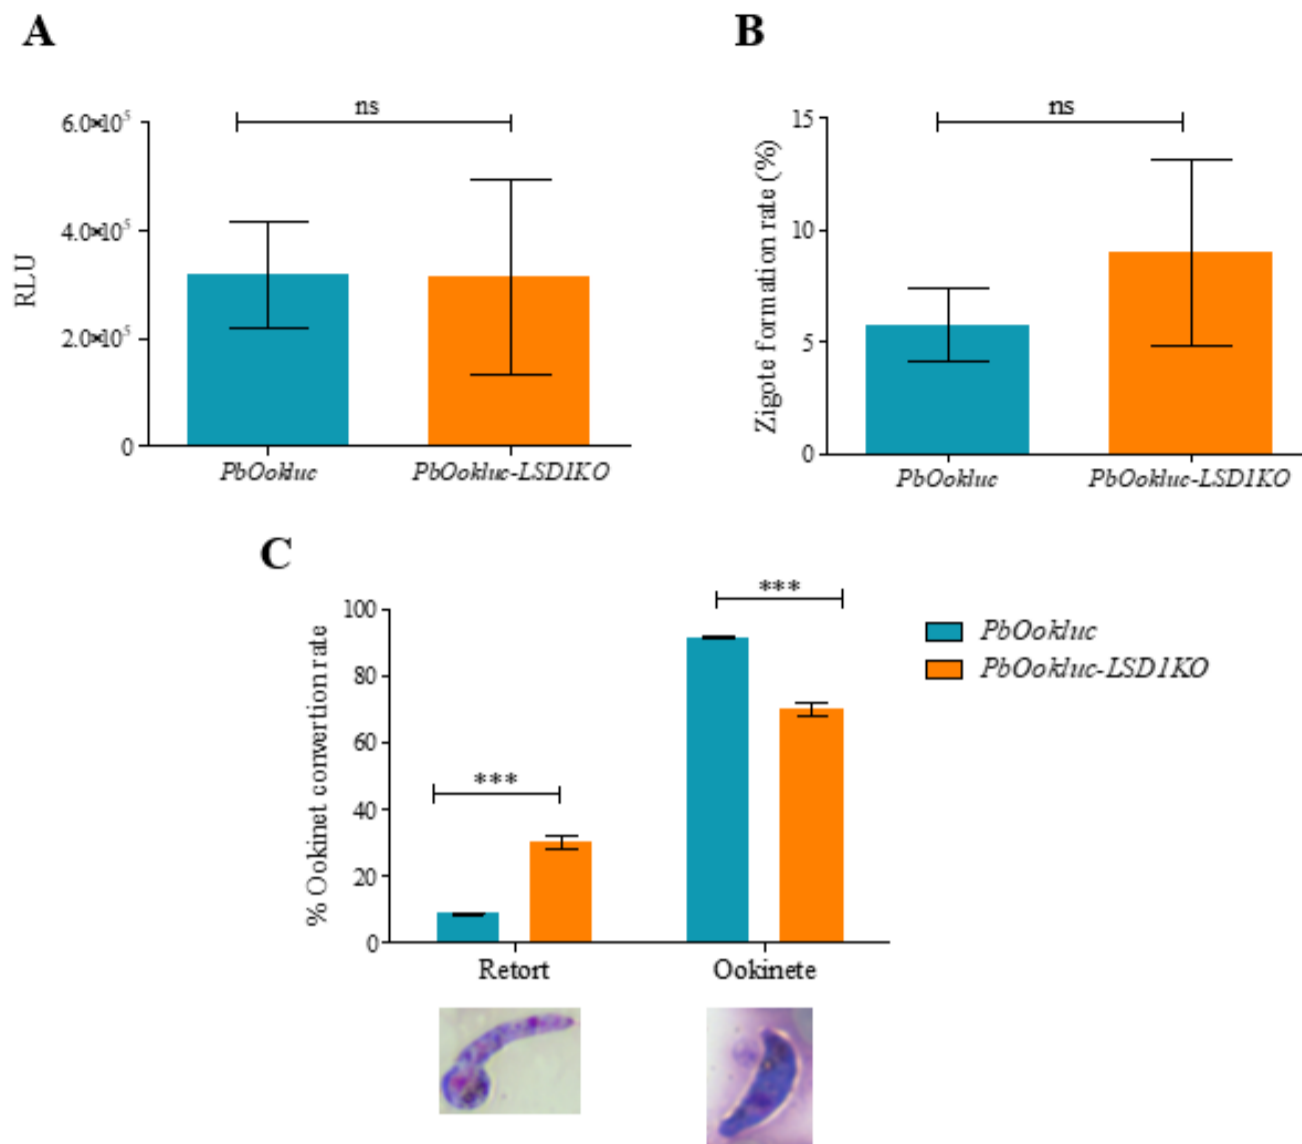 A
ns
6.0×10⁵
4.0×10⁵
2.0×10⁵
0
RLU
PbOokluc
PbOokluc-LSD1KO
B
ns
15
10
5
0
Zigote formation rate (%)
PbOokluc
PbOokluc-LSD1KO
C
***
***
100
80
60
40
20
0
% Ookinet convertion rate
Retort
Ookinete
PbOokluc
PbOokluc-LSD1KO